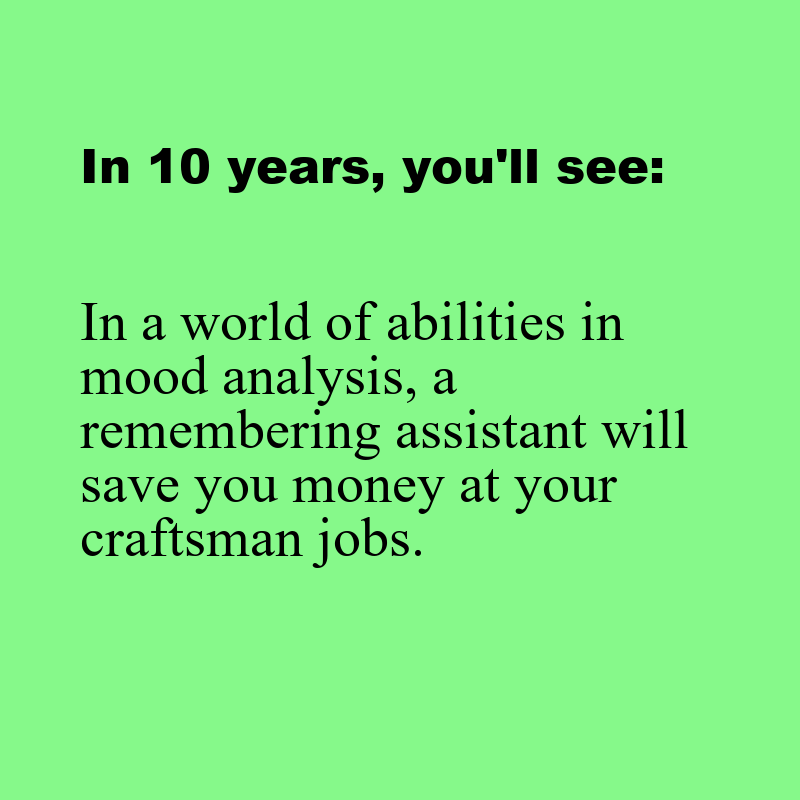 In 10 years, you'll see:
In a world of abilities in
mood analysis, a
remembering assistant will
save you money at your
craftsman jobs.